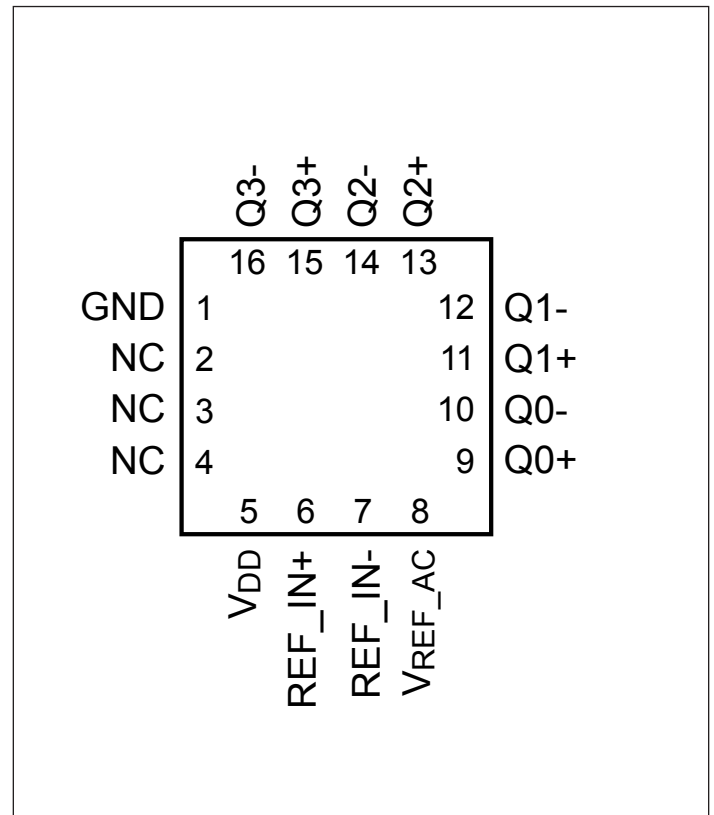 Q3- Q3+ Q2- Q2+
16 15 14 13
GND 1 12 Q1-
NC 2 11 Q1+
NC 3 10 Q0-
NC 4 9 Q0+
5 6 7 8
VDD REF_IN+ REF_IN- VREF_AC